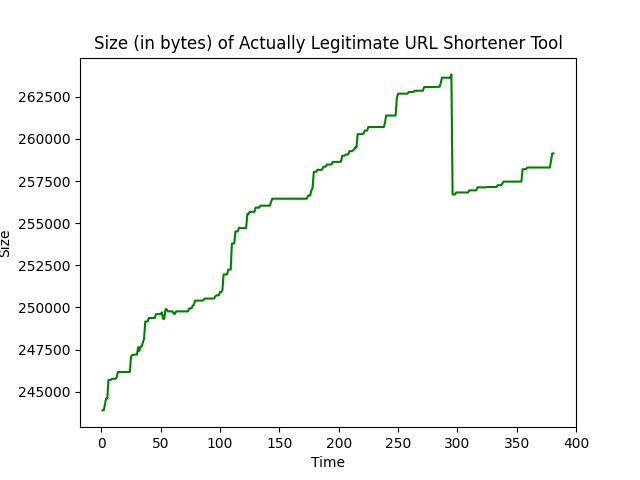 Size (in bytes) of Actually Legitimate URL Shortener Tool
262500
260000
257500
255000
252500
250000
247500
245000
Size
0 50 100 150 200 250 300 350 400
Time